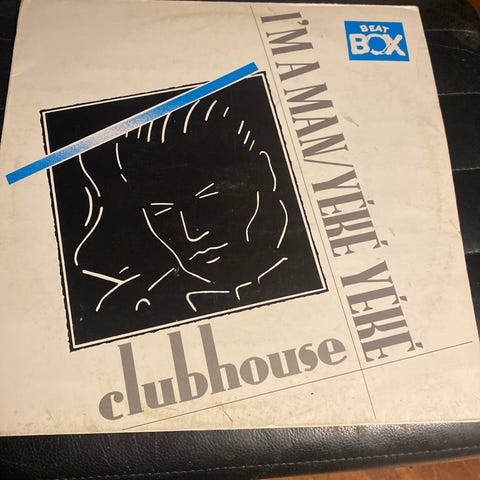 BEAT
BOX
I'M A MAN/YÉKÉ YÉKÉ
clubhouse